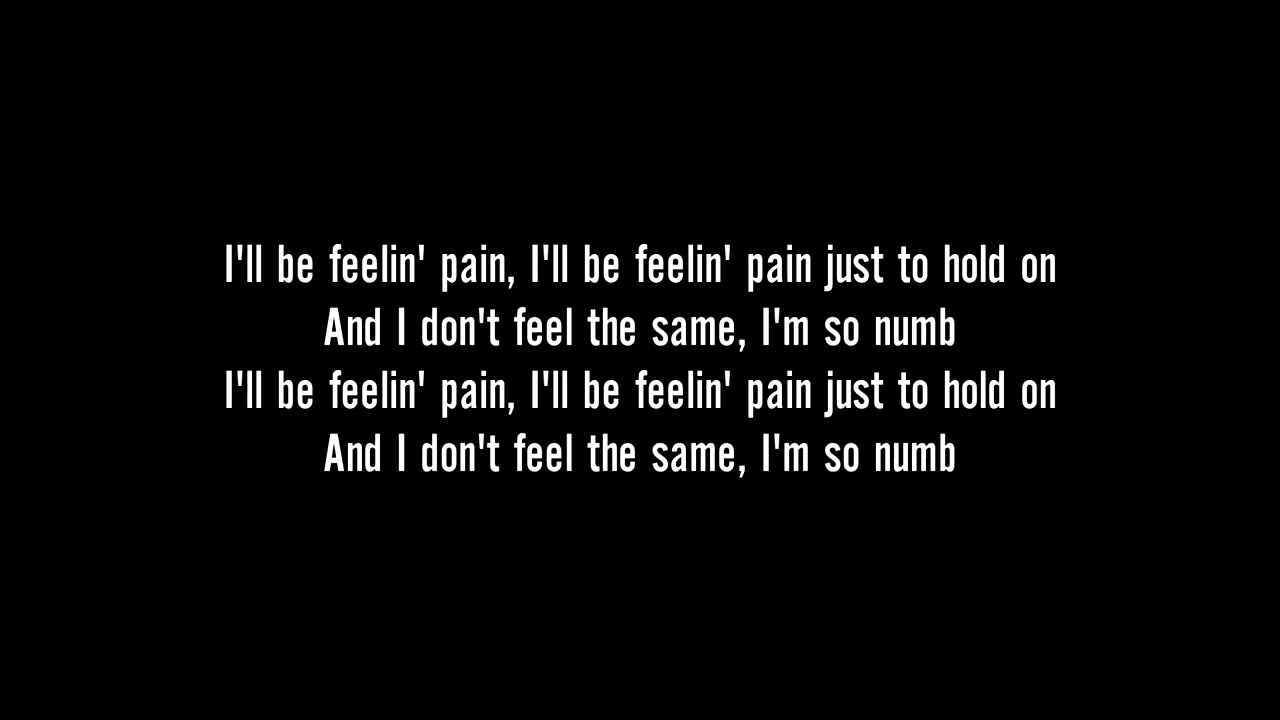 I'll be feelin' pain, I'll be feelin' pain just to hold on
And I don't feel the same, I'm so numb
I'll be feelin' pain, I'll be feelin' pain just to hold on
And I don't feel the same, I'm so numb